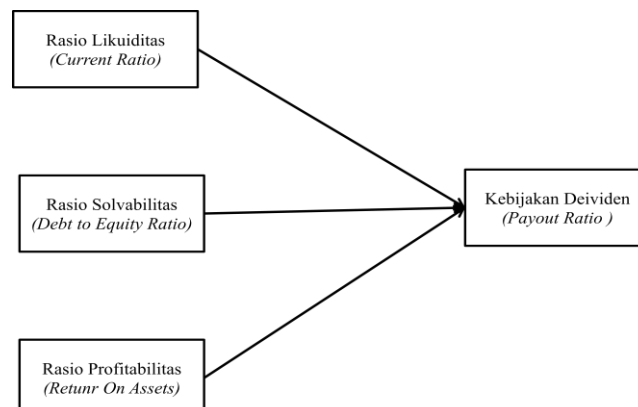 Rasio Likuiditas
(Current Ratio)
Rasio Solvabilitas
(Debt to Equity Ratio)
Kebijakan Deividen
(Payout Ratio )
Rasio Profitabilitas
(Retunr On Assets)